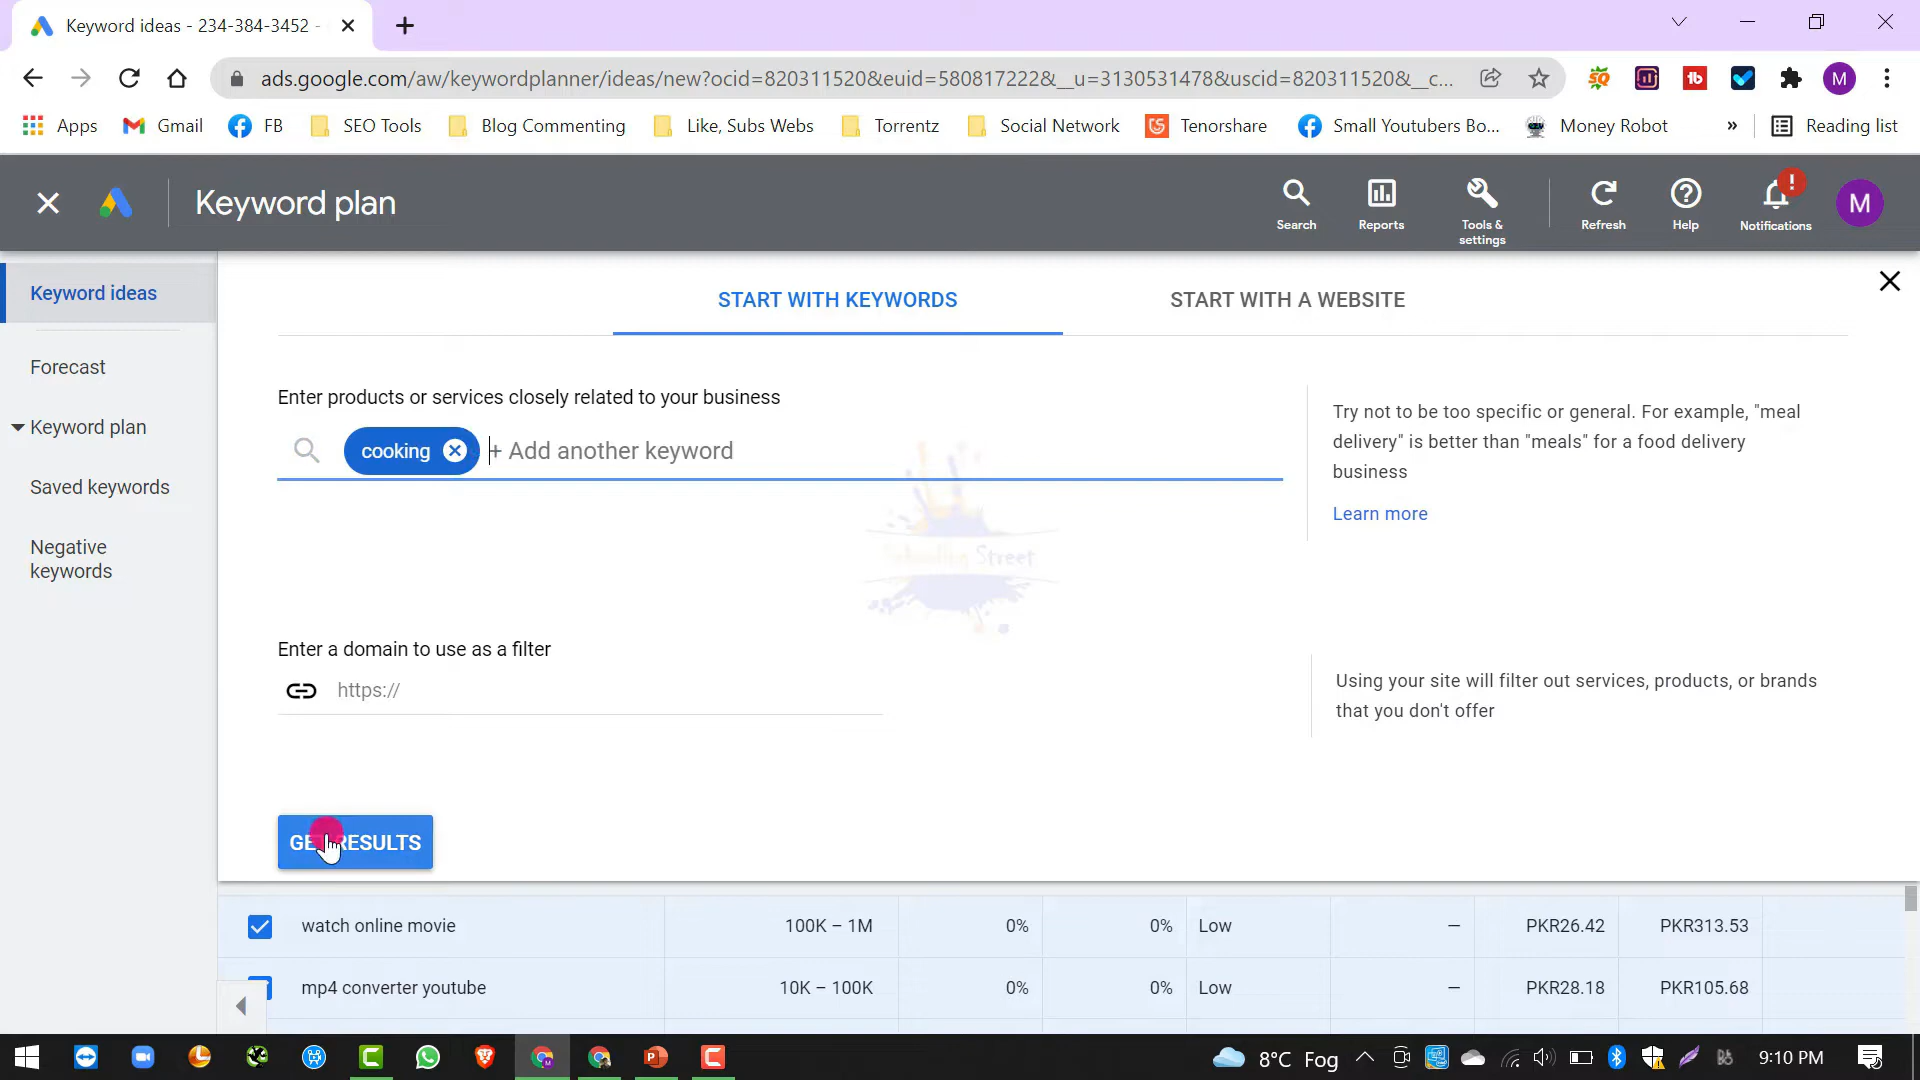 Keyword ideas - 234-384-3452 -
ads.google.com/aw/keywordplanner/ideas/new?ocid=820311520&euid=580817222&__u=3130531478&uscid=820311520&__c...
M
Apps
Gmail
FB
SEO Tools
Blog Commenting
Like, Subs Webs
Torrentz
Social Network
Tenorshare
Small Youtubers Bo...
Money Robot
»
Reading list
Keyword plan
Search
Reports
Tools &
settings
Refresh
Help
Notifications
M
Keyword ideas
Forecast
Keyword plan
Saved keywords
Negative
keywords
START WITH KEYWORDS
START WITH A WEBSITE
Enter products or services closely related to your business
cooking
+ Add another keyword
Try not to be too specific or general. For example, "meal
delivery" is better than "meals" for a food delivery
business
Learn more
Street
Enter a domain to use as a filter
https://
Using your site will filter out services, products, or brands
that you don't offer
GET RESULTS
watch online movie 100K – 1M 0% 0% Low — PKR26.42 PKR313.53
mp4 converter youtube 10K – 100K 0% 0% Low — PKR28.18 PKR105.68
8°C Fog
9:10 PM